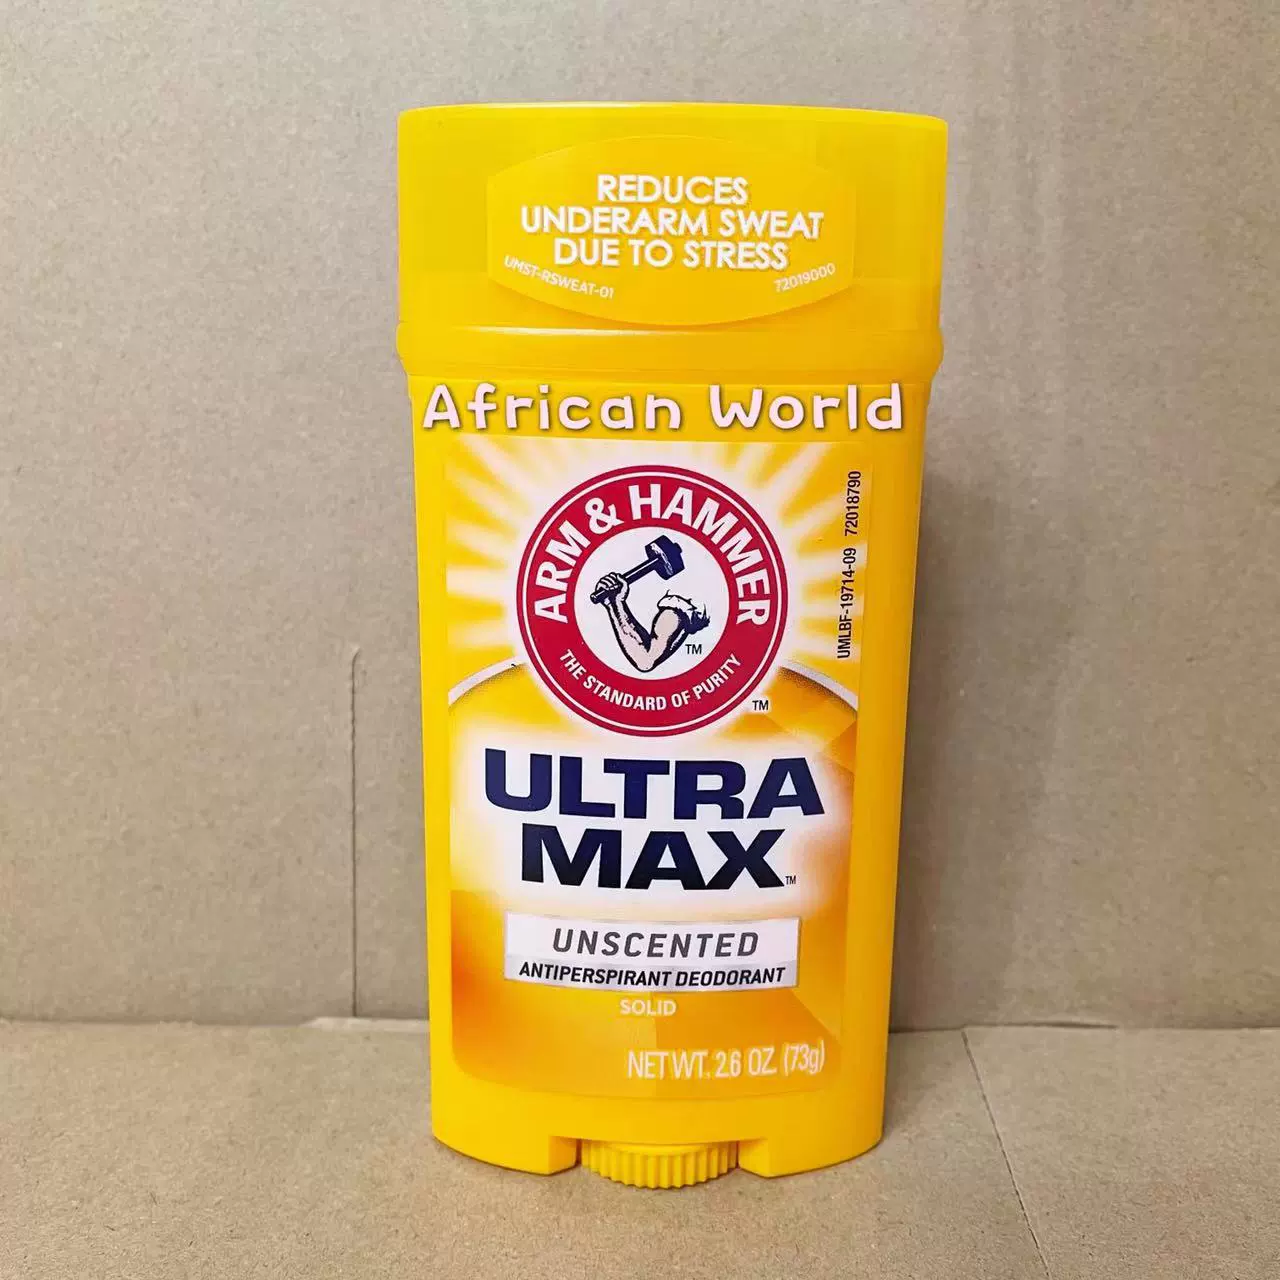 REDUCES
UNDERARM SWEAT
DUE TO STRESS
UMST-RSWEAT-01
72019000
African World
ARM & HAMMER
TM
THE STANDARD OF PURITY
TM
UMLBF-19714-09 72018790
ULTRA
MAX TM
UNSCENTED
ANTIPERSPIRANT DEODORANT
SOLID
NET WT. 2.6 OZ. (73g)